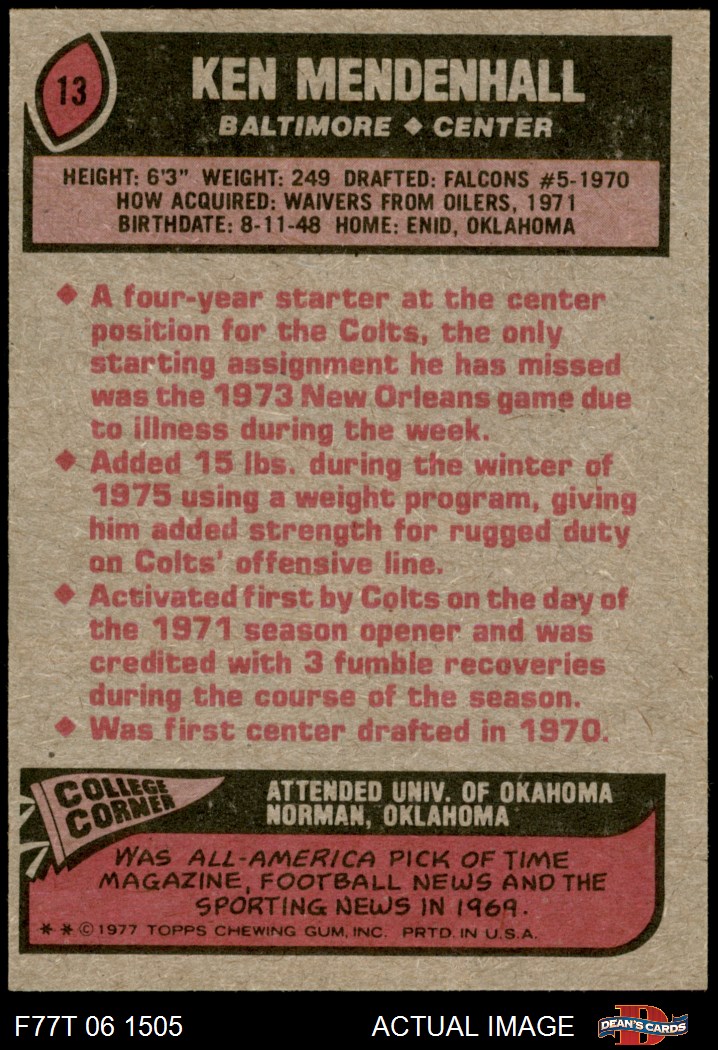 13
KEN MENDENHALL
BALTIMORE ◆ CENTER
HEIGHT: 6'3" WEIGHT: 249 DRAFTED: FALCONS #5-1970
HOW ACQUIRED: WAIVERS FROM OILERS, 1971
BIRTHDATE: 8-11-48 HOME: ENID, OKLAHOMA
◆ A four-year starter at the center
position for the Colts, the only
starting assignment he has missed
was the 1973 New Orleans game due
to illness during the week.
◆ Added 15 lbs. during the winter of
1975 using a weight program, giving
him added strength for rugged duty
on Colts' offensive line.
◆ Activated first by Colts on the day of
the 1971 season opener and was
credited with 3 fumble recoveries
during the course of the season.
◆ Was first center drafted in 1970.
COLLEGE
CORNER
ATTENDED UNIV. OF OKAHOMA
NORMAN, OKLAHOMA
WAS ALL-AMERICA PICK OF TIME
MAGAZINE, FOOTBALL NEWS AND THE
SPORTING NEWS IN 1969.
* * © 1977 TOPPS CHEWING GUM, INC. PRTD. IN U.S.A.
F77T 06 1505
ACTUAL IMAGE
D
DEAN'S CARDS